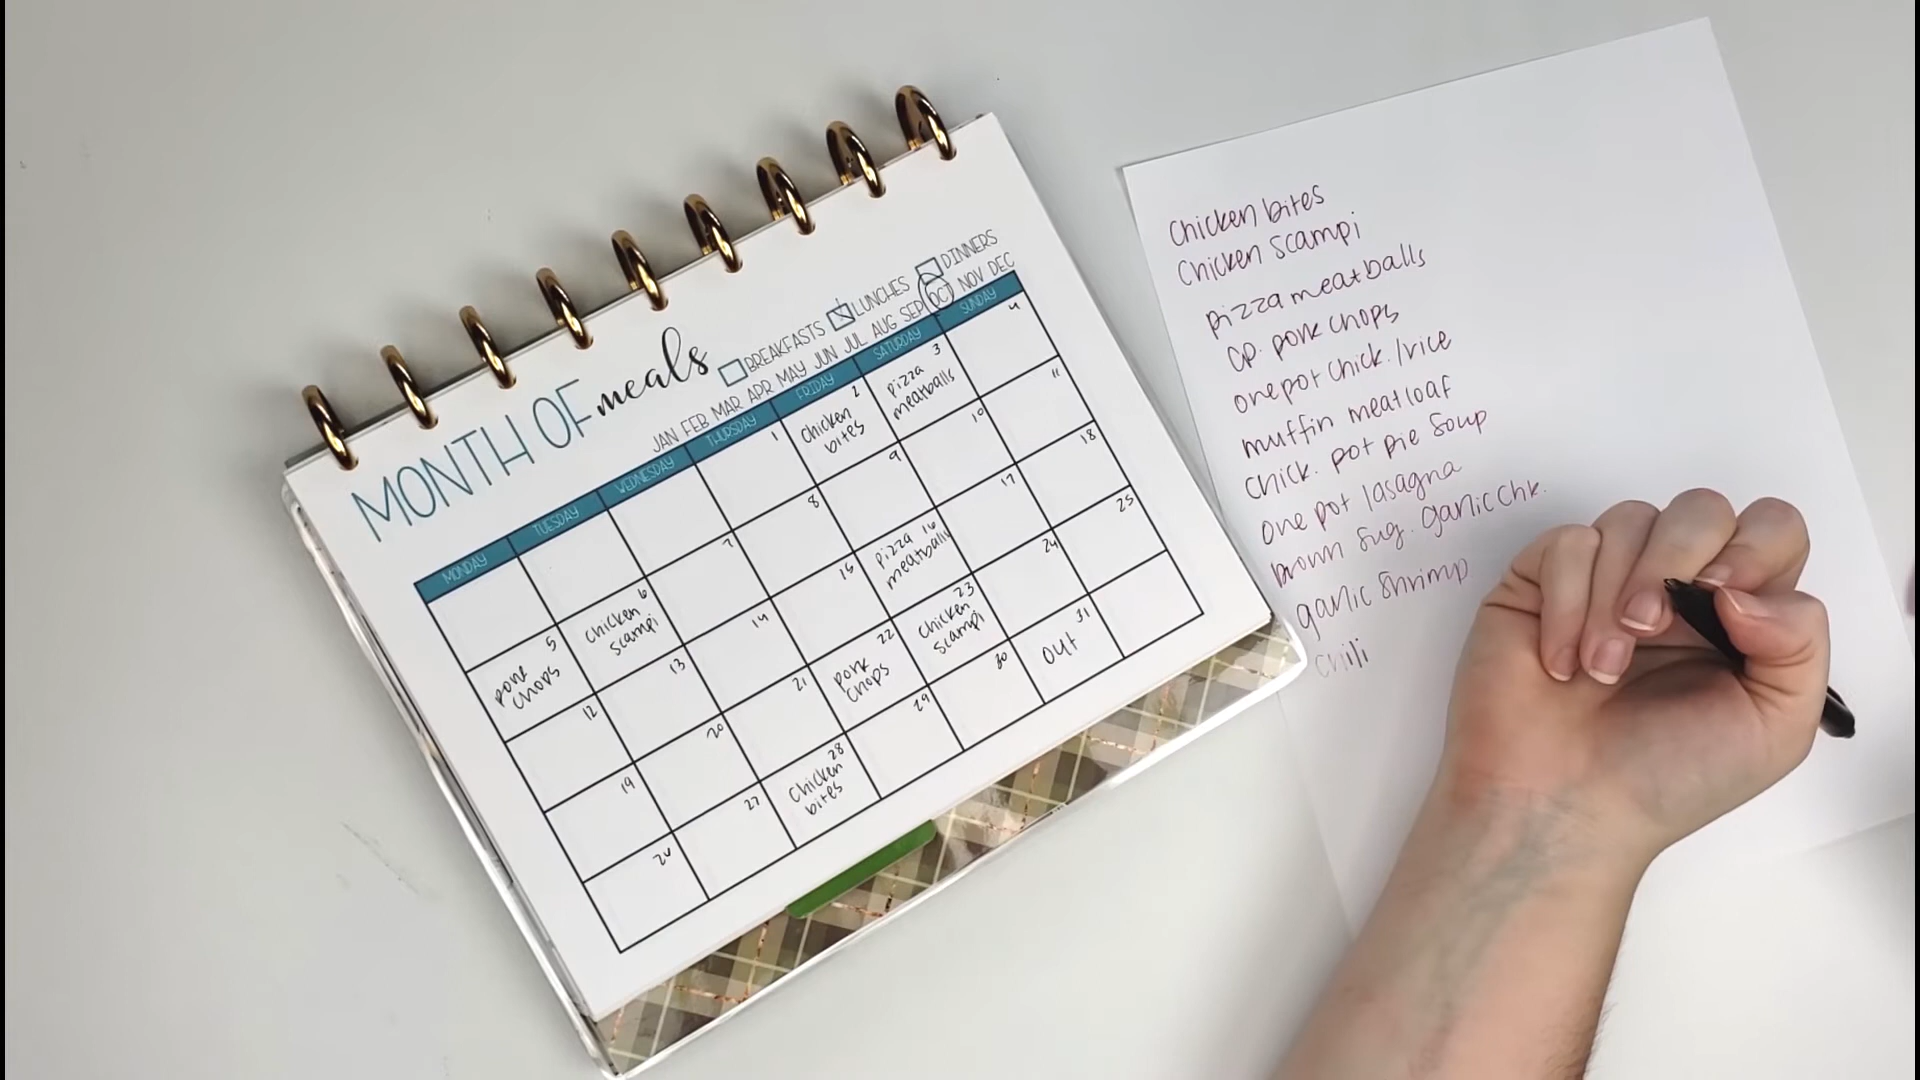 MONTH OF meals
BREAKFASTS LUNCHES DINNERS
JAN FEB MAR APR MAY JUN JUL AUG SEP OCT NOV DEC
MONDAY TUESDAY WEDNESDAY THURSDAY FRIDAY SATURDAY SUNDAY
1 2 3 4
chicken
bites
pizza
meatballs
5 6 7 8 9 10 11
pork
chops
chicken
scampi
12 13 14 15 16 17 18
pizza
meatballs
19 20 21 22 23 24 25
pork
chops
chicken
scampi
26 27 28 29 30 31
chicken
bites
out
chicken bites
chicken scampi
pizza meatballs
cp. pork chops
one pot chick./rice
muffin meatloaf
chick. pot pie soup
one pot lasagna
brown sug. garlic chk.
garlic shrimp
chili